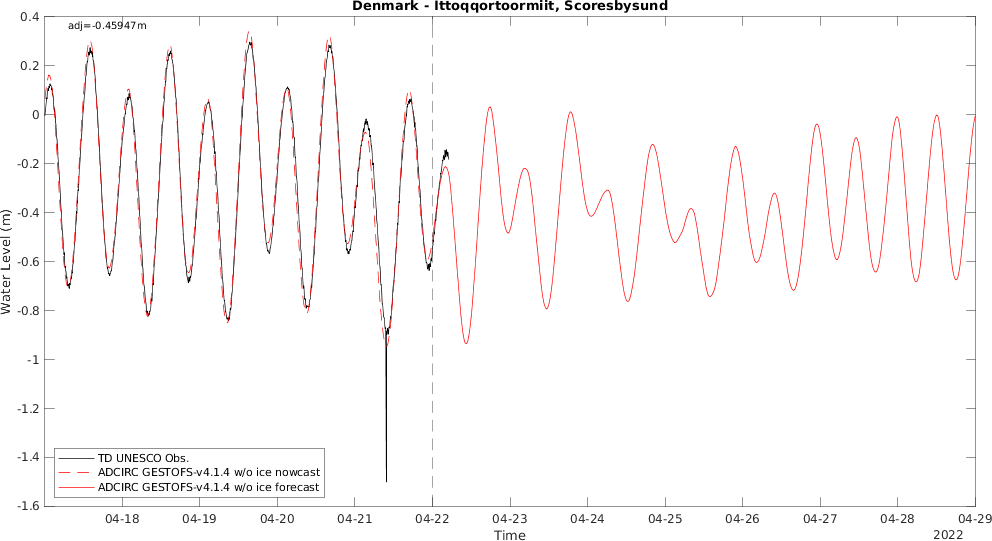 Denmark - Ittoqqortoormiit, Scoresbysund
adj=-0.45947m
0.4
0.2
0
-0.2
-0.4
-0.6
-0.8
-1
-1.2
-1.4
-1.6
Water Level (m)
TD UNESCO Obs.
ADCIRC GESTOFS-v4.1.4 w/o ice nowcast
ADCIRC GESTOFS-v4.1.4 w/o ice forecast
04-18 04-19 04-20 04-21 04-22 04-23 04-24 04-25 04-26 04-27 04-28 04-29
Time
2022